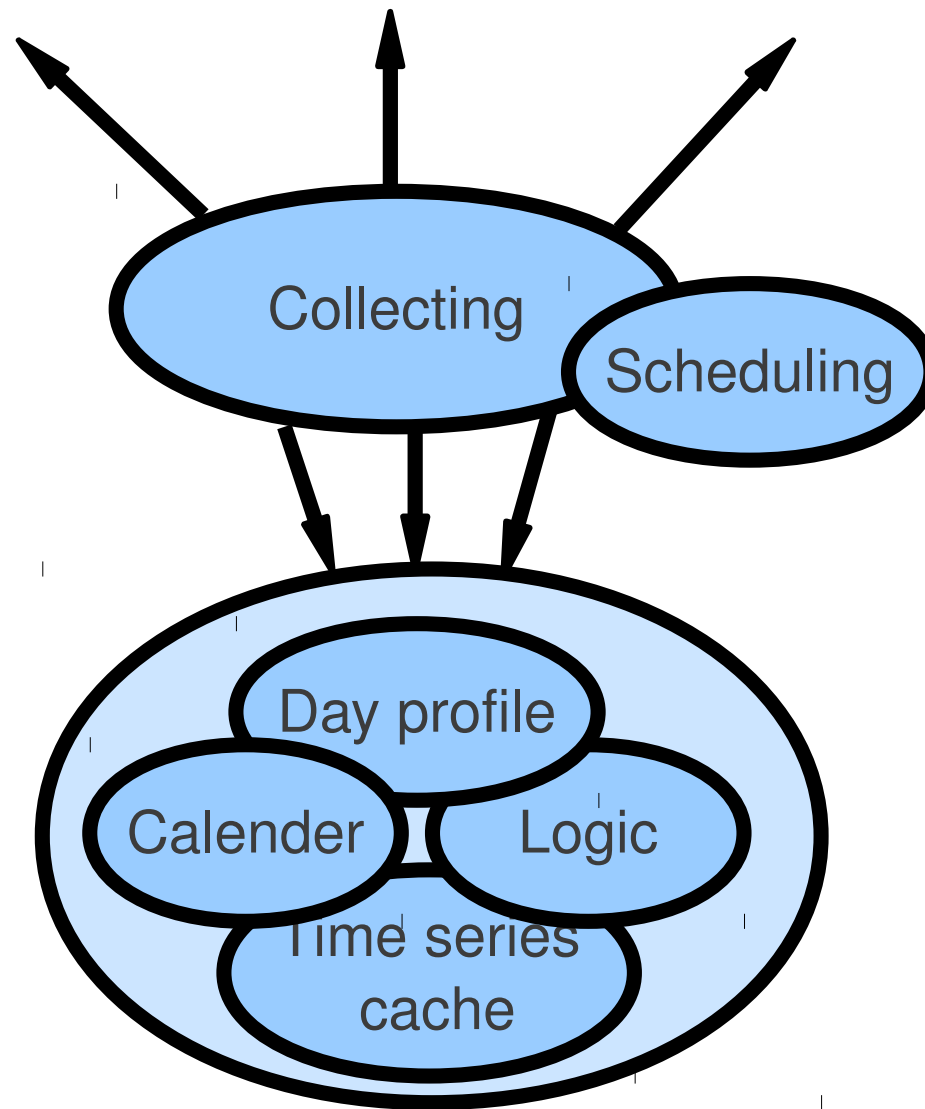 Collecting
Scheduling
Day profile
Calender
Logic
Time series
cache